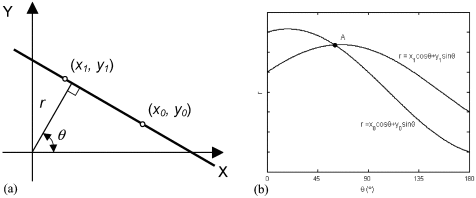 Y
(x1, y1)
(x0, y0)
r
θ
X
(a)
A
r = x1cosθ+y1sinθ
r =x0cosθ+y0sinθ
r
0 45 90 135 180
θ (°)
(b)